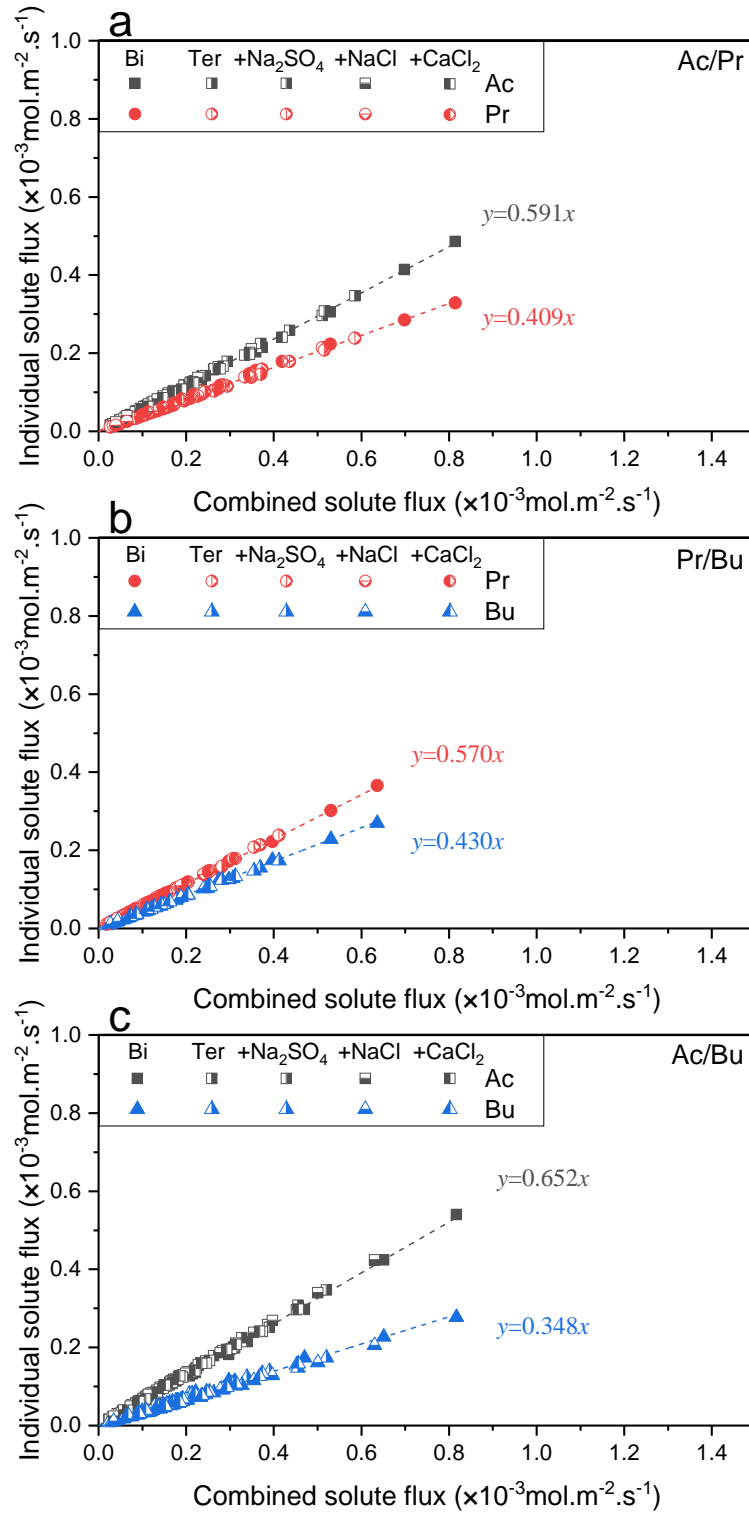 a
Individual solute flux (×10⁻³mol.m⁻².s⁻¹)
1.0
0.8
0.6
0.4
0.2
0.0
Bi Ter +Na₂SO₄ +NaCl +CaCl₂
Ac
Pr
Ac/Pr
y=0.591x
y=0.409x
0.0 0.2 0.4 0.6 0.8 1.0 1.2 1.4
Combined solute flux (×10⁻³mol.m⁻².s⁻¹)
b
Individual solute flux (×10⁻³mol.m⁻².s⁻¹)
1.0
0.8
0.6
0.4
0.2
0.0
Bi Ter +Na₂SO₄ +NaCl +CaCl₂
Pr
Bu
Pr/Bu
y=0.570x
y=0.430x
0.0 0.2 0.4 0.6 0.8 1.0 1.2 1.4
Combined solute flux (×10⁻³mol.m⁻².s⁻¹)
c
Individual solute flux (×10⁻³mol.m⁻².s⁻¹)
1.0
0.8
0.6
0.4
0.2
0.0
Bi Ter +Na₂SO₄ +NaCl +CaCl₂
Ac
Bu
Ac/Bu
y=0.652x
y=0.348x
0.0 0.2 0.4 0.6 0.8 1.0 1.2 1.4
Combined solute flux (×10⁻³mol.m⁻².s⁻¹)